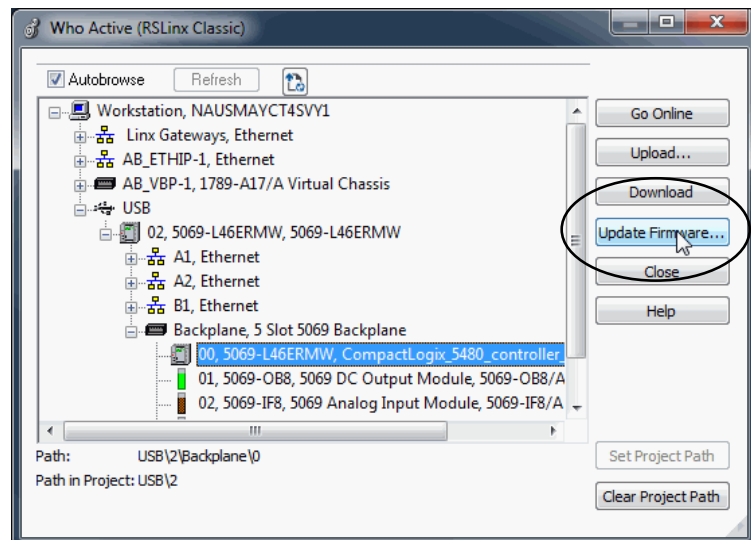 Who Active (RSLinx Classic)
Autobrowse
Refresh
Workstation, NAUSMAYCT4SVY1
Linx Gateways, Ethernet
AB_ETHIP-1, Ethernet
AB_VBP-1, 1789-A17/A Virtual Chassis
USB
02, 5069-L46ERMW, 5069-L46ERMW
A1, Ethernet
A2, Ethernet
B1, Ethernet
Backplane, 5 Slot 5069 Backplane
00, 5069-L46ERMW, CompactLogix_5480_controller_
01, 5069-OB8, 5069 DC Output Module, 5069-OB8/A
02, 5069-IF8, 5069 Analog Input Module, 5069-IF8/A
Go Online
Upload...
Download
Update Firmware...
Close
Help
Path: USB\2\Backplane\0
Path in Project: USB\2
Set Project Path
Clear Project Path